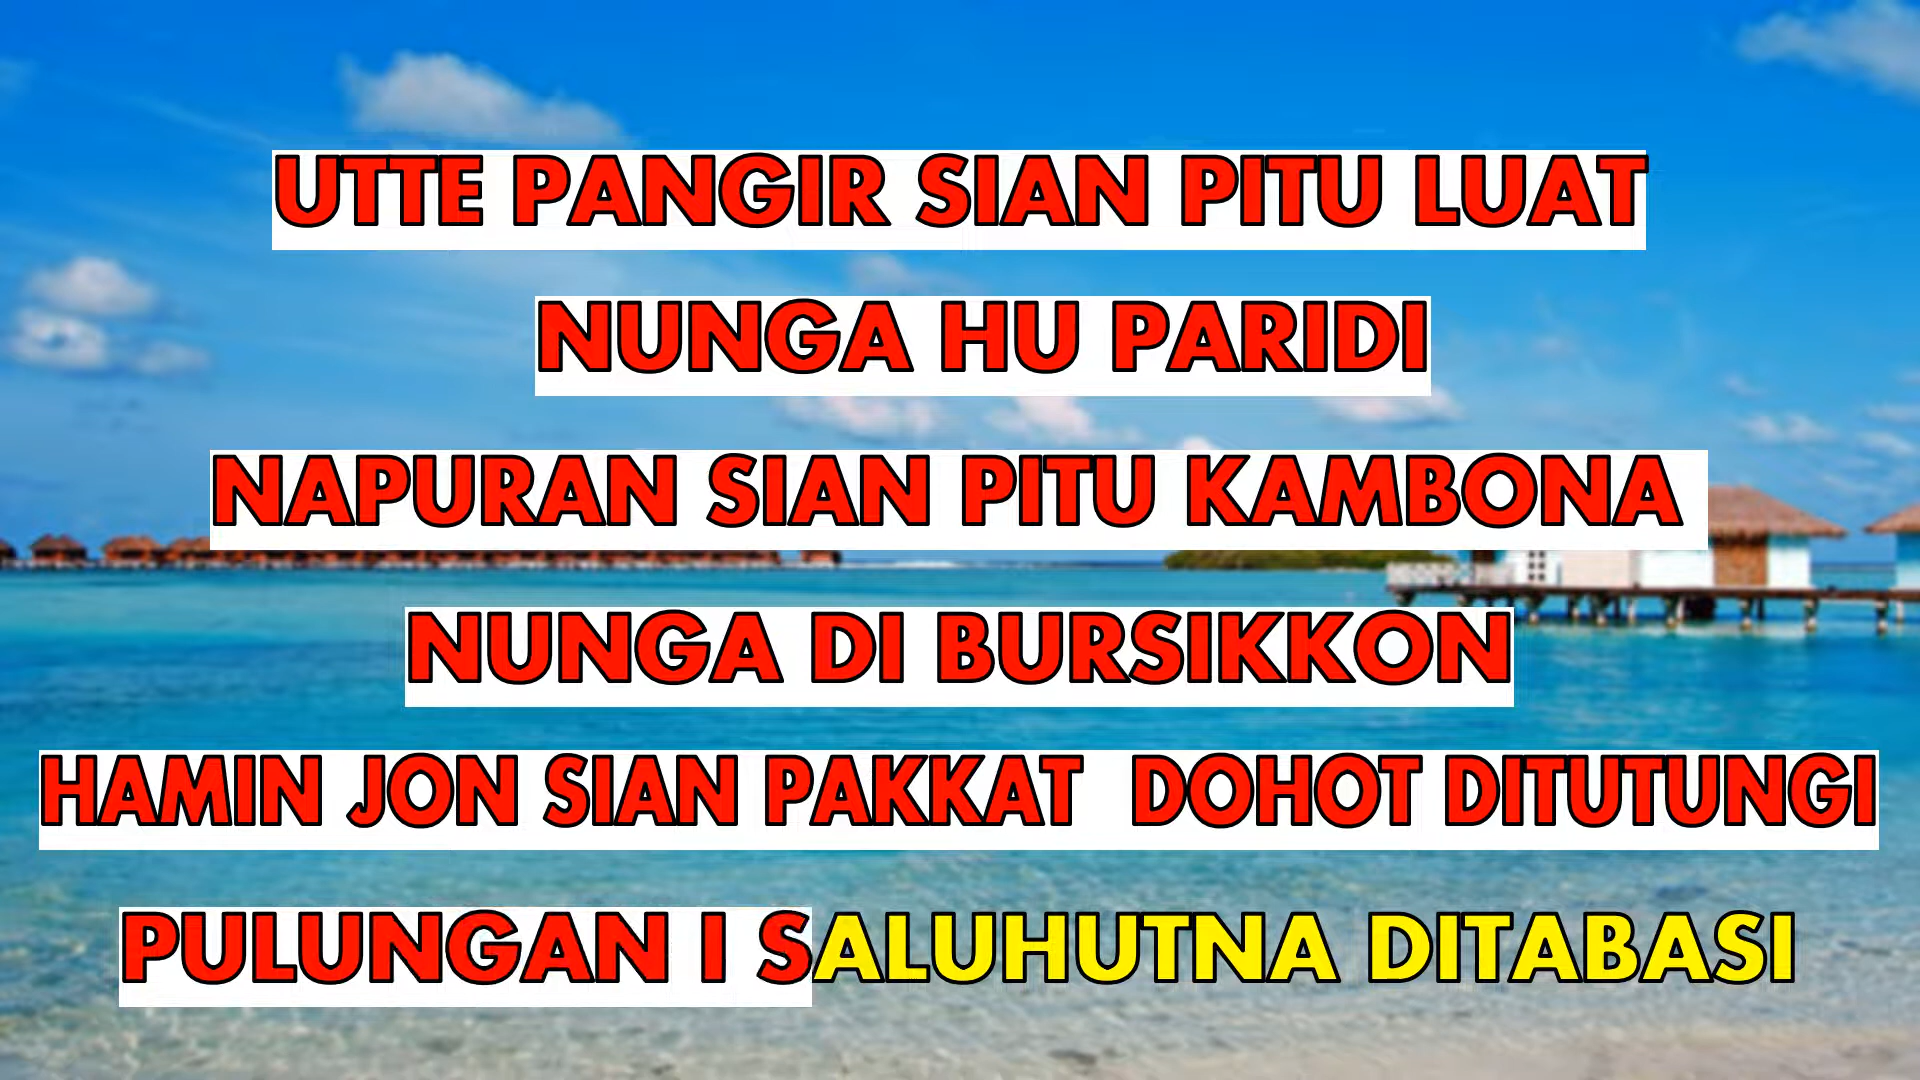 UTTE PANGIR SIAN PITU LUAT
NUNGA HU PARIDI
NAPURAN SIAN PITU KAMBONA
NUNGA DI BURSIKKON
HAMIN JON SIAN PAKKAT DOHOT DITUTUNGI
PULUNGAN I SALUHUTNA DITABASI